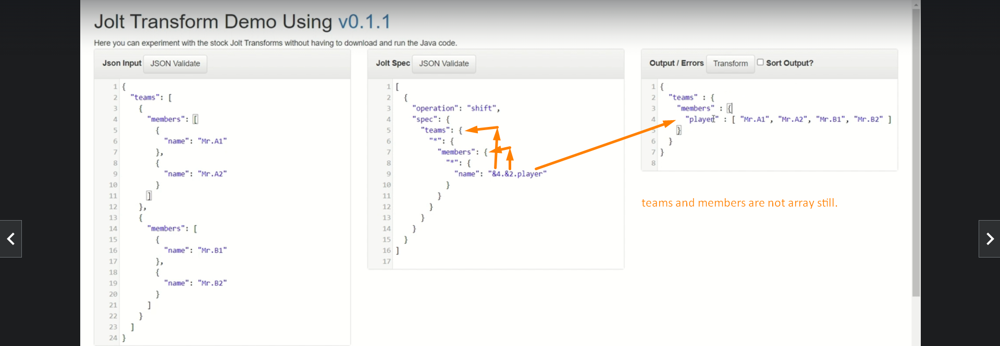 Jolt Transform Demo Using v0.1.1
Here you can experiment with the stock Jolt Transforms without having to download and run the Java code.
Json Input JSON Validate
1 {
2 "teams": [
3 {
4 "members": [
5 {
6 "name": "Mr.A1"
7 },
8 {
9 "name": "Mr.A2"
10 }
11 ]
12 },
13 {
14 "members": [
15 {
16 "name": "Mr.B1"
17 },
18 {
19 "name": "Mr.B2"
20 }
21 ]
22 }
23 ]
24 }
Jolt Spec JSON Validate
1 [
2 {
3 "operation": "shift",
4 "spec": {
5 "teams": {
6 "*": {
7 "members": {
8 "*": {
9 "name": "&4.&2.player"
10 }
11 }
12 }
13 }
14 }
15 }
16 ]
17
Output / Errors Transform Sort Output?
1 {
2 "teams" : {
3 "members" : {
4 "player" : [ "Mr.A1", "Mr.A2", "Mr.B1", "Mr.B2" ]
5 }
6 }
7 }
8
teams and members are not array still.